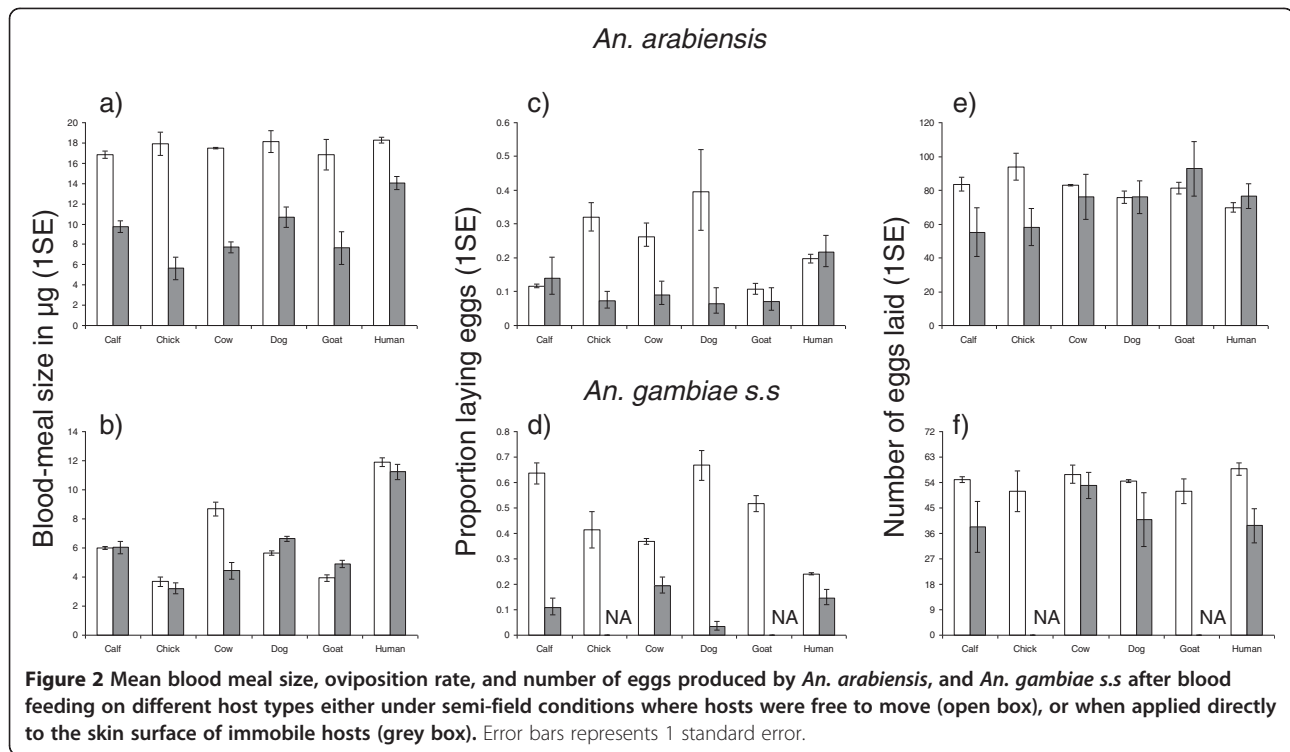 An. arabiensis
a)
Blood-meal size in µg (1SE)
20
18
16
14
12
10
8
6
4
2
0
Calf Chick Cow Dog Goat Human
c)
Proportion laying eggs (1SE)
0.6
0.5
0.4
0.3
0.2
0.1
0
Calf Chick Cow Dog Goat Human
e)
Number of eggs laid (1SE)
120
100
80
60
40
20
0
Calf Chick Cow Dog Goat Human
An. gambiae s.s
b)
14
12
10
8
6
4
2
0
Calf Chick Cow Dog Goat Human
d)
0.8
0.7
0.6
0.5
0.4
0.3
0.2
0.1
0
NA NA
Calf Chick Cow Dog Goat Human
f)
72
63
54
45
36
27
18
9
0
NA NA
Calf Chick Cow Dog Goat Human
Figure 2 Mean blood meal size, oviposition rate, and number of eggs produced by An. arabiensis, and An. gambiae s.s after blood
feeding on different host types either under semi-field conditions where hosts were free to move (open box), or when applied directly
to the skin surface of immobile hosts (grey box). Error bars represents 1 standard error.